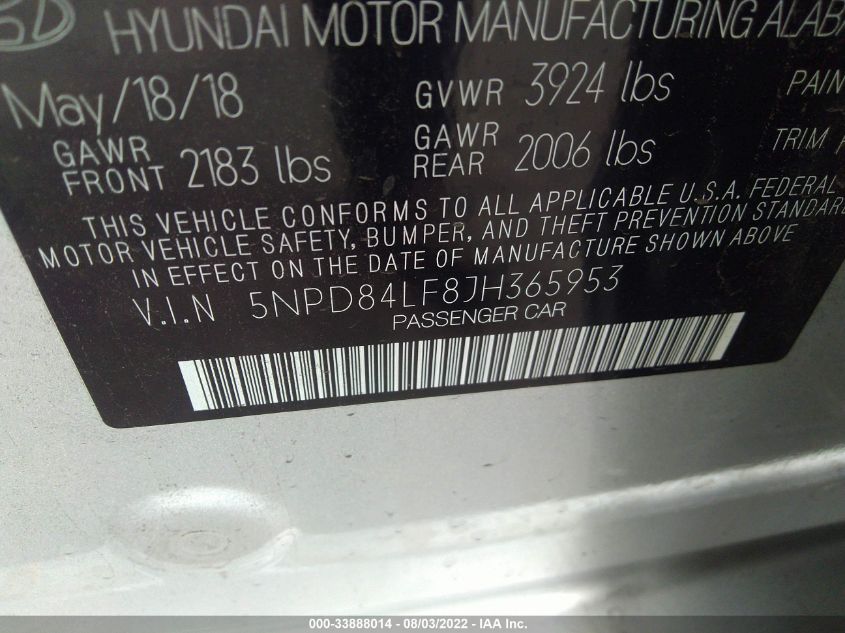 HYUNDAI MOTOR MANUFACTURING
May/18/18 GVWR 3924 lbs
GAWR FRONT 2183 lbs GAWR REAR 2006 lbs TRIM
THIS VEHICLE CONFORMS TO ALL APPLICABLE U.S.A. FEDERAL
MOTOR VEHICLE SAFETY, BUMPER, AND THEFT PREVENTION
IN EFFECT ON THE DATE OF MANUFACTURE SHOWN ABOVE
V.I.N 5NPD84LF8JH365953
PASSENGER CAR
000-33888014 - 08/03/2022 - IAA Inc.